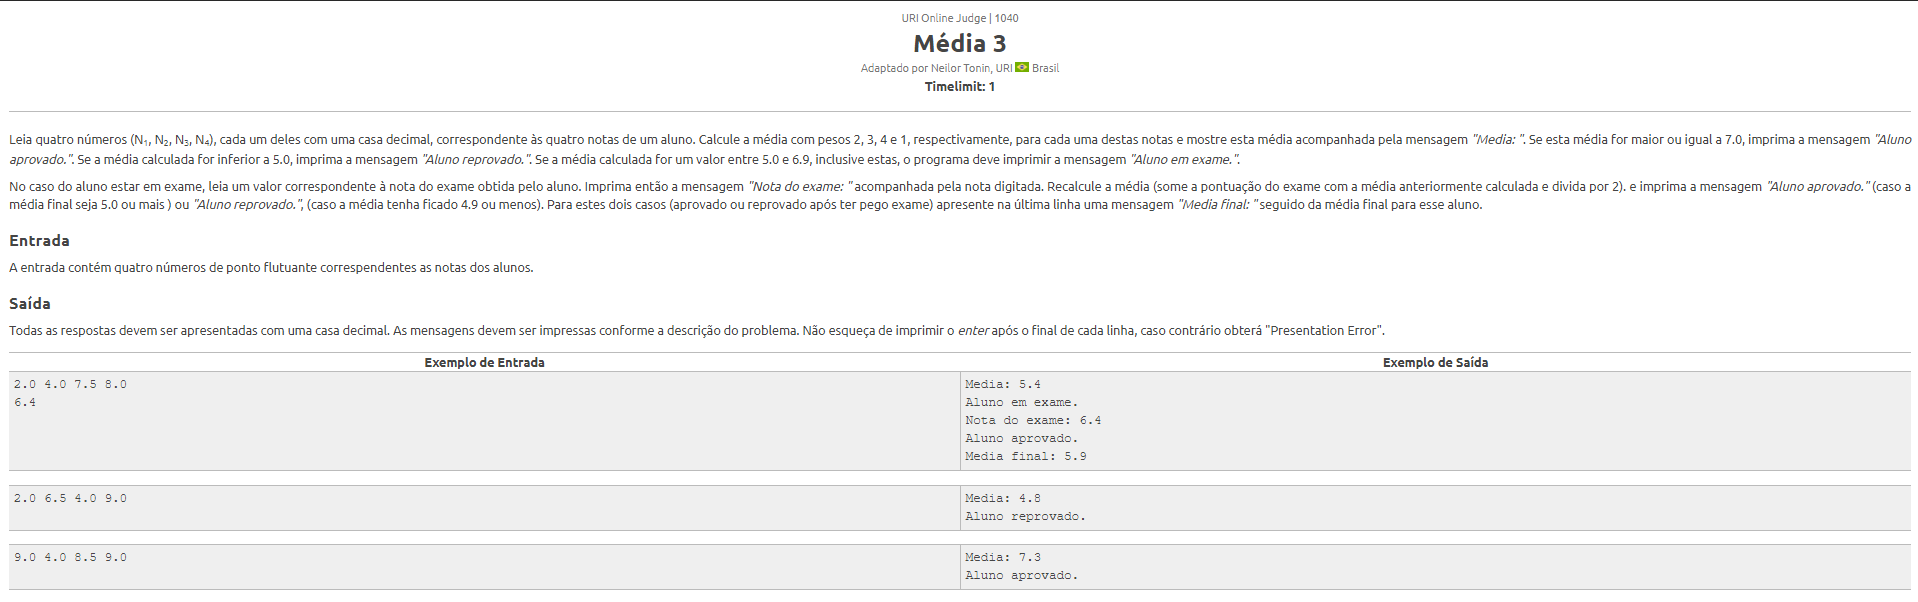 URI Online Judge | 1040
Média 3
Adaptado por Neilor Tonin, URI Brasil
Timelimit: 1
Leia quatro números (N₁, N₂, N₃, N₄), cada um deles com uma casa decimal, correspondente às quatro notas de um aluno. Calcule a média com pesos 2, 3, 4 e 1, respectivamente, para cada uma destas notas e mostre esta média acompanhada pela mensagem "Media: ". Se esta média for maior ou igual a 7.0, imprima a mensagem "Aluno
aprovado.". Se a média calculada for inferior a 5.0, imprima a mensagem "Aluno reprovado.". Se a média calculada for um valor entre 5.0 e 6.9, inclusive estas, o programa deve imprimir a mensagem "Aluno em exame.".
No caso do aluno estar em exame, leia um valor correspondente à nota do exame obtida pelo aluno. Imprima então a mensagem "Nota do exame: " acompanhada pela nota digitada. Recalcule a média (some a pontuação do exame com a média anteriormente calculada e divida por 2). e imprima a mensagem "Aluno aprovado." (caso a
média final seja 5.0 ou mais ) ou "Aluno reprovado.", (caso a média tenha ficado 4.9 ou menos). Para estes dois casos (aprovado ou reprovado após ter pego exame) apresente na última linha uma mensagem "Media final: " seguido da média final para esse aluno.
Entrada
A entrada contém quatro números de ponto flutuante correspendentes as notas dos alunos.
Saída
Todas as respostas devem ser apresentadas com uma casa decimal. As mensagens devem ser impressas conforme a descrição do problema. Não esqueça de imprimir o enter após o final de cada linha, caso contrário obterá "Presentation Error".
Exemplo de Entrada Exemplo de Saída
2.0 4.0 7.5 8.0
6.4
Media: 5.4
Aluno em exame.
Nota do exame: 6.4
Aluno aprovado.
Media final: 5.9
2.0 6.5 4.0 9.0
Media: 4.8
Aluno reprovado.
9.0 4.0 8.5 9.0
Media: 7.3
Aluno aprovado.